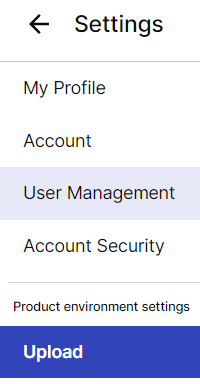 Settings
My Profile
Account
User Management
Account Security
Product environment settings
Upload